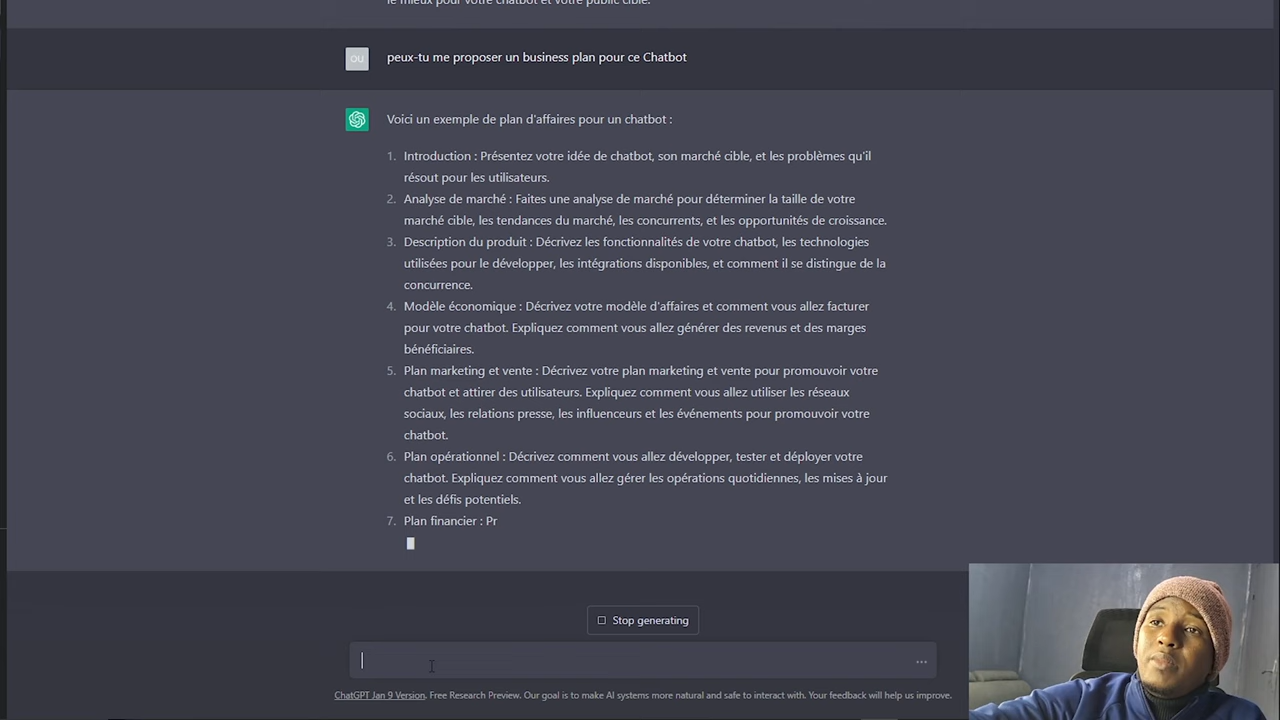 le mieux pour votre chatbot et votre public cible.
OU
peux-tu me proposer un business plan pour ce Chatbot
Voici un exemple de plan d'affaires pour un chatbot :
1. Introduction : Présentez votre idée de chatbot, son marché cible, et les problèmes qu'il
résout pour les utilisateurs.
2. Analyse de marché : Faites une analyse de marché pour déterminer la taille de votre
marché cible, les tendances du marché, les concurrents, et les opportunités de croissance.
3. Description du produit : Décrivez les fonctionnalités de votre chatbot, les technologies
utilisées pour le développer, les intégrations disponibles, et comment il se distingue de la
concurrence.
4. Modèle économique : Décrivez votre modèle d'affaires et comment vous allez facturer
pour votre chatbot. Expliquez comment vous allez générer des revenus et des marges
bénéficiaires.
5. Plan marketing et vente : Décrivez votre plan marketing et vente pour promouvoir votre
chatbot et attirer des utilisateurs. Expliquez comment vous allez utiliser les réseaux
sociaux, les relations presse, les influenceurs et les événements pour promouvoir votre
chatbot.
6. Plan opérationnel : Décrivez comment vous allez développer, tester et déployer votre
chatbot. Expliquez comment vous allez gérer les opérations quotidiennes, les mises à jour
et les défis potentiels.
7. Plan financier : Pr
Stop generating
ChatGPT Jan 9 Version. Free Research Preview. Our goal is to make AI systems more natural and safe to interact with. Your feedback will help us improve.